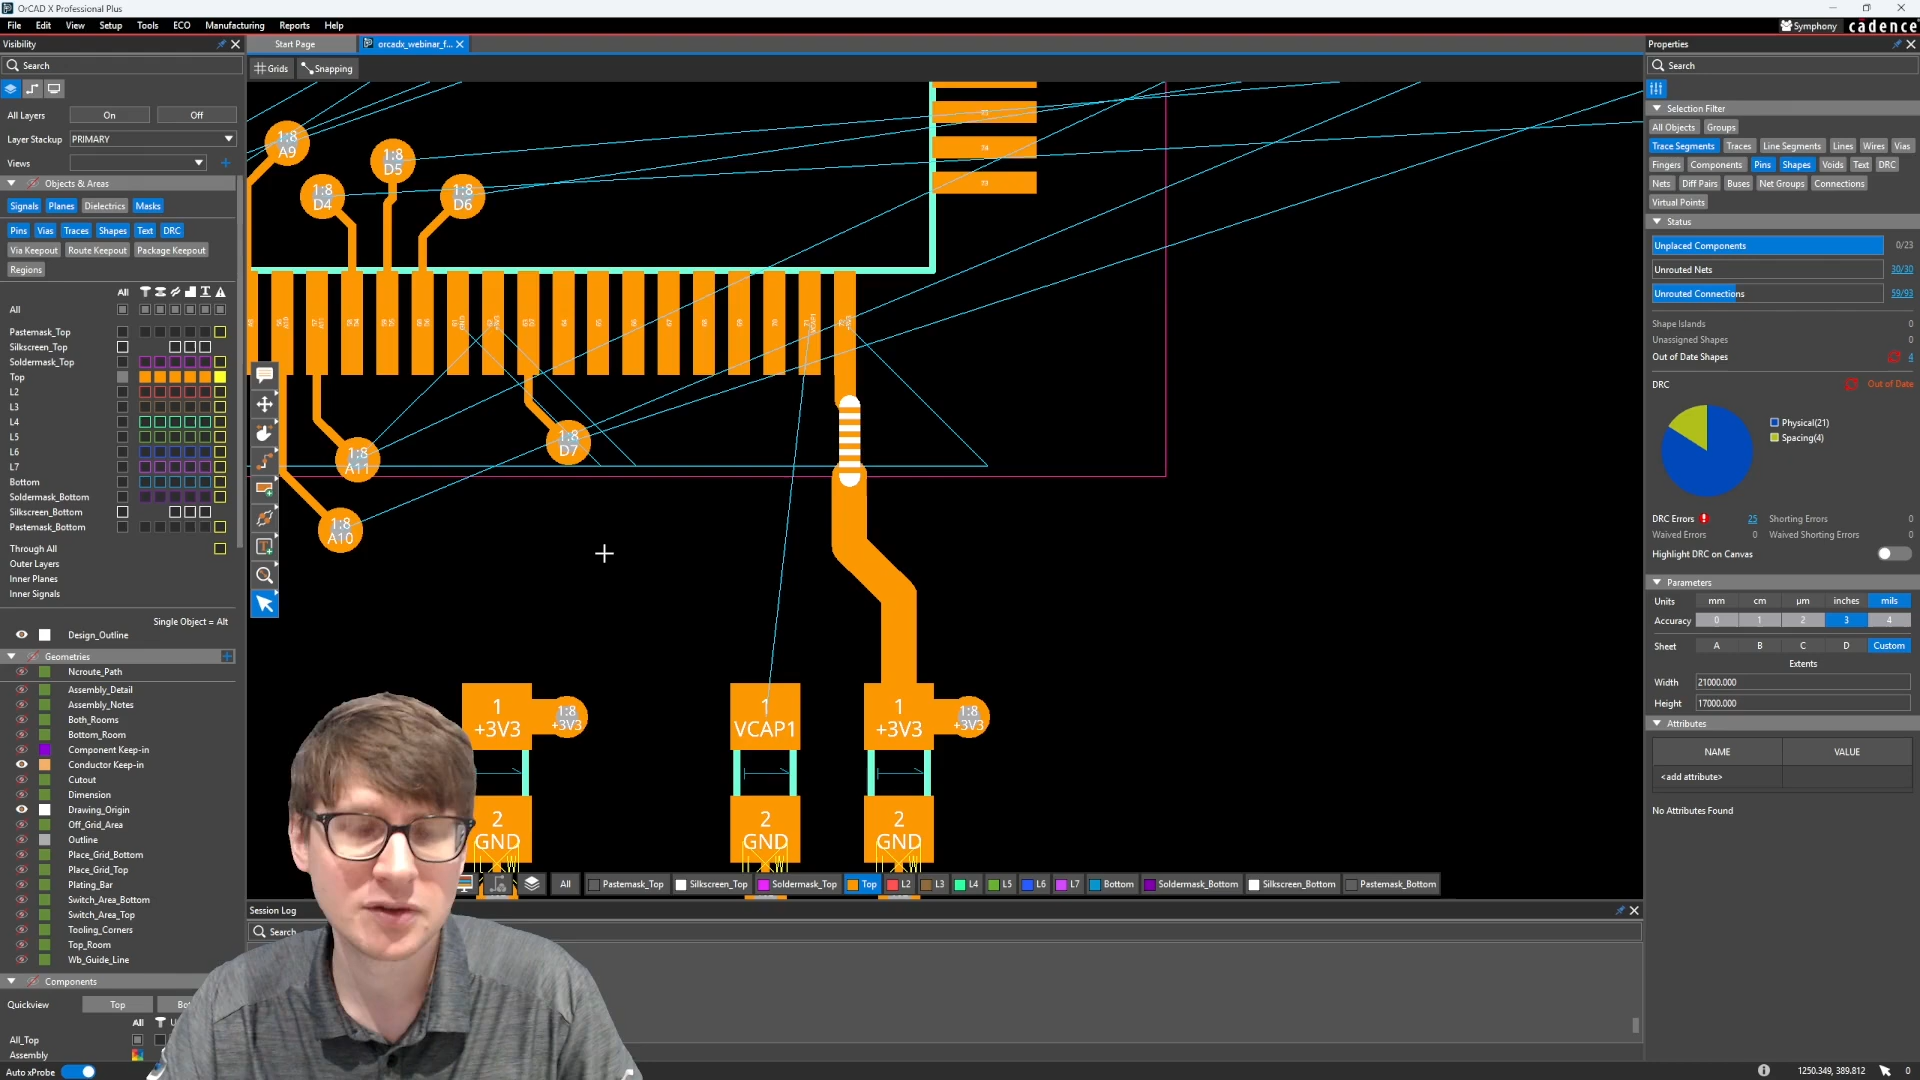 OrCAD X Professional Plus
File Edit View Setup Tools ECO Manufacturing Reports Help
Symphony cādence
Visibility
Start Page
orcadx_webinar_f...
Properties
Search
Grids
Snapping
Search
All Layers On Off
Layer Stackup PRIMARY
Views
Objects & Areas
Signals Planes Dielectrics Masks
Pins Vias Traces Shapes Text DRC
Via Keepout Route Keepout Package Keepout
Regions
All
All
Pastemask_Top
Silkscreen_Top
Soldermask_Top
Top
L2
L3
L4
L5
L6
L7
Bottom
Soldermask_Bottom
Silkscreen_Bottom
Pastemask_Bottom
Through All
Outer Layers
Inner Planes
Inner Signals
Single Object = Alt
Design_Outline
Geometries
Ncroute_Path
Assembly_Detail
Assembly_Notes
Both_Rooms
Bottom_Room
Component Keep-in
Conductor Keep-in
Cutout
Dimension
Drawing_Origin
Off_Grid_Area
Outline
Place_Grid_Bottom
Place_Grid_Top
Plating_Bar
Switch_Area_Bottom
Switch_Area_Top
Tooling_Corners
Top_Room
Wb_Guide_Line
Components
Quickview Top Bot
All U
All_Top
Assembly
Auto xProbe
1:8
A9
1:8
D5
1:8
D4
1:8
D6
1:8
A11
1:8
D7
1:8
A10
1
+3V3
1:8
+3V3
1
VCAP1
1
+3V3
1:8
+3V3
2
GND
2
GND
2
GND
All Pastemask_Top Silkscreen_Top Soldermask_Top Top L2 L3 L4 L5 L6 L7 Bottom Soldermask_Bottom Silkscreen_Bottom Pastemask_Bottom
Session Log
Search
Selection Filter
All Objects Groups
Trace Segments Traces Line Segments Lines Wires Vias
Fingers Components Pins Shapes Voids Text DRC
Nets Diff Pairs Buses Net Groups Connections
Virtual Points
Status
Unplaced Components 0/23
Unrouted Nets 30/30
Unrouted Connections 59/93
Shape Islands 0
Unassigned Shapes 0
Out of Date Shapes 4
DRC Out of Date
Physical(21)
Spacing(4)
DRC Errors 25 Shorting Errors 0
Waived Errors 0 Waived Shorting Errors 0
Highlight DRC on Canvas
Parameters
Units mm cm µm inches mils
Accuracy 0 1 2 3 4
Sheet A B C D Custom
Extents
Width 21000.000
Height 17000.000
Attributes
NAME VALUE
<add attribute>
No Attributes Found
1250.349, 389.812 0